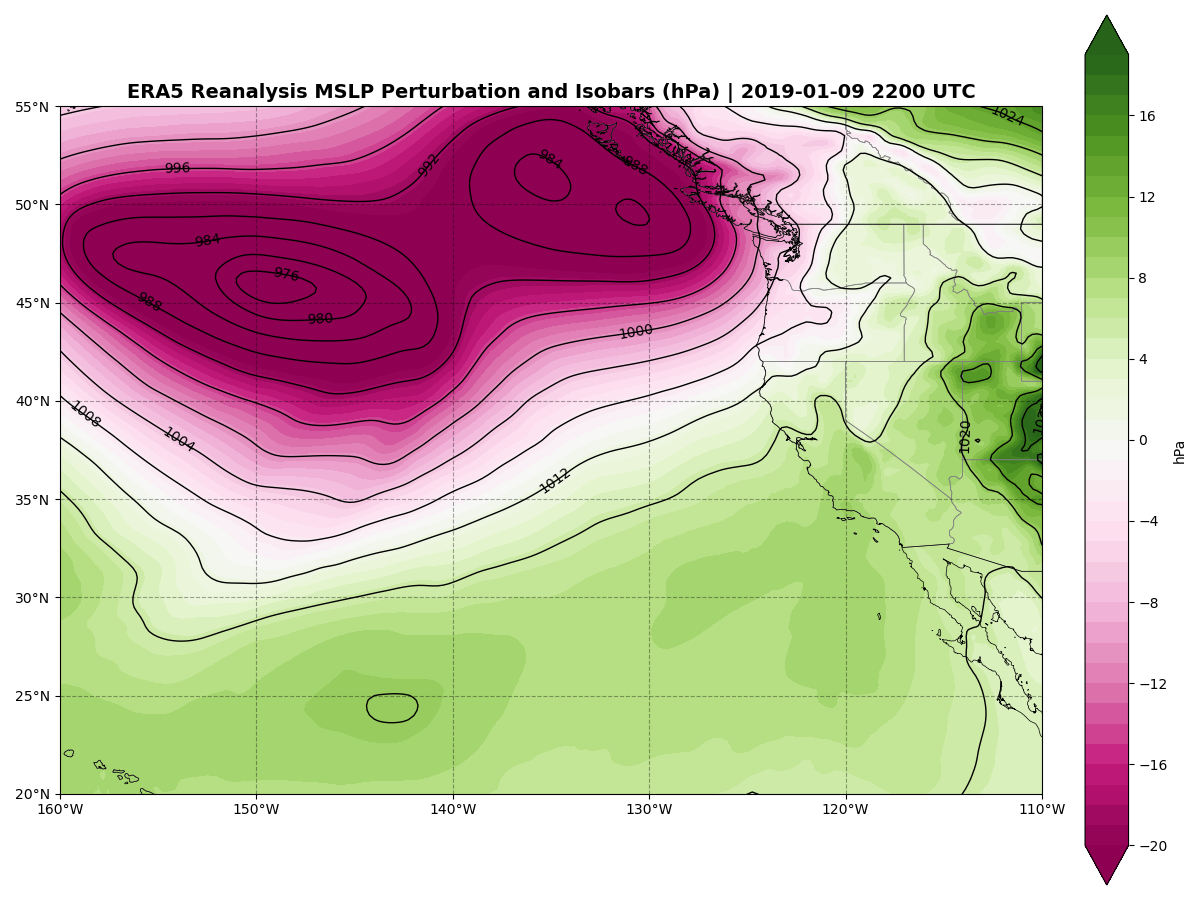 ERA5 Reanalysis MSLP Perturbation and Isobars (hPa) | 2019-01-09 2200 UTC
55°N
50°N
45°N
40°N
35°N
30°N
25°N
20°N
160°W 150°W 140°W 130°W 120°W 110°W
996
992
984
988
1024
984
976
988
980
1000
1008
1004
1012
1020
16
12
8
4
0
−4
−8
−12
−16
−20
hPa